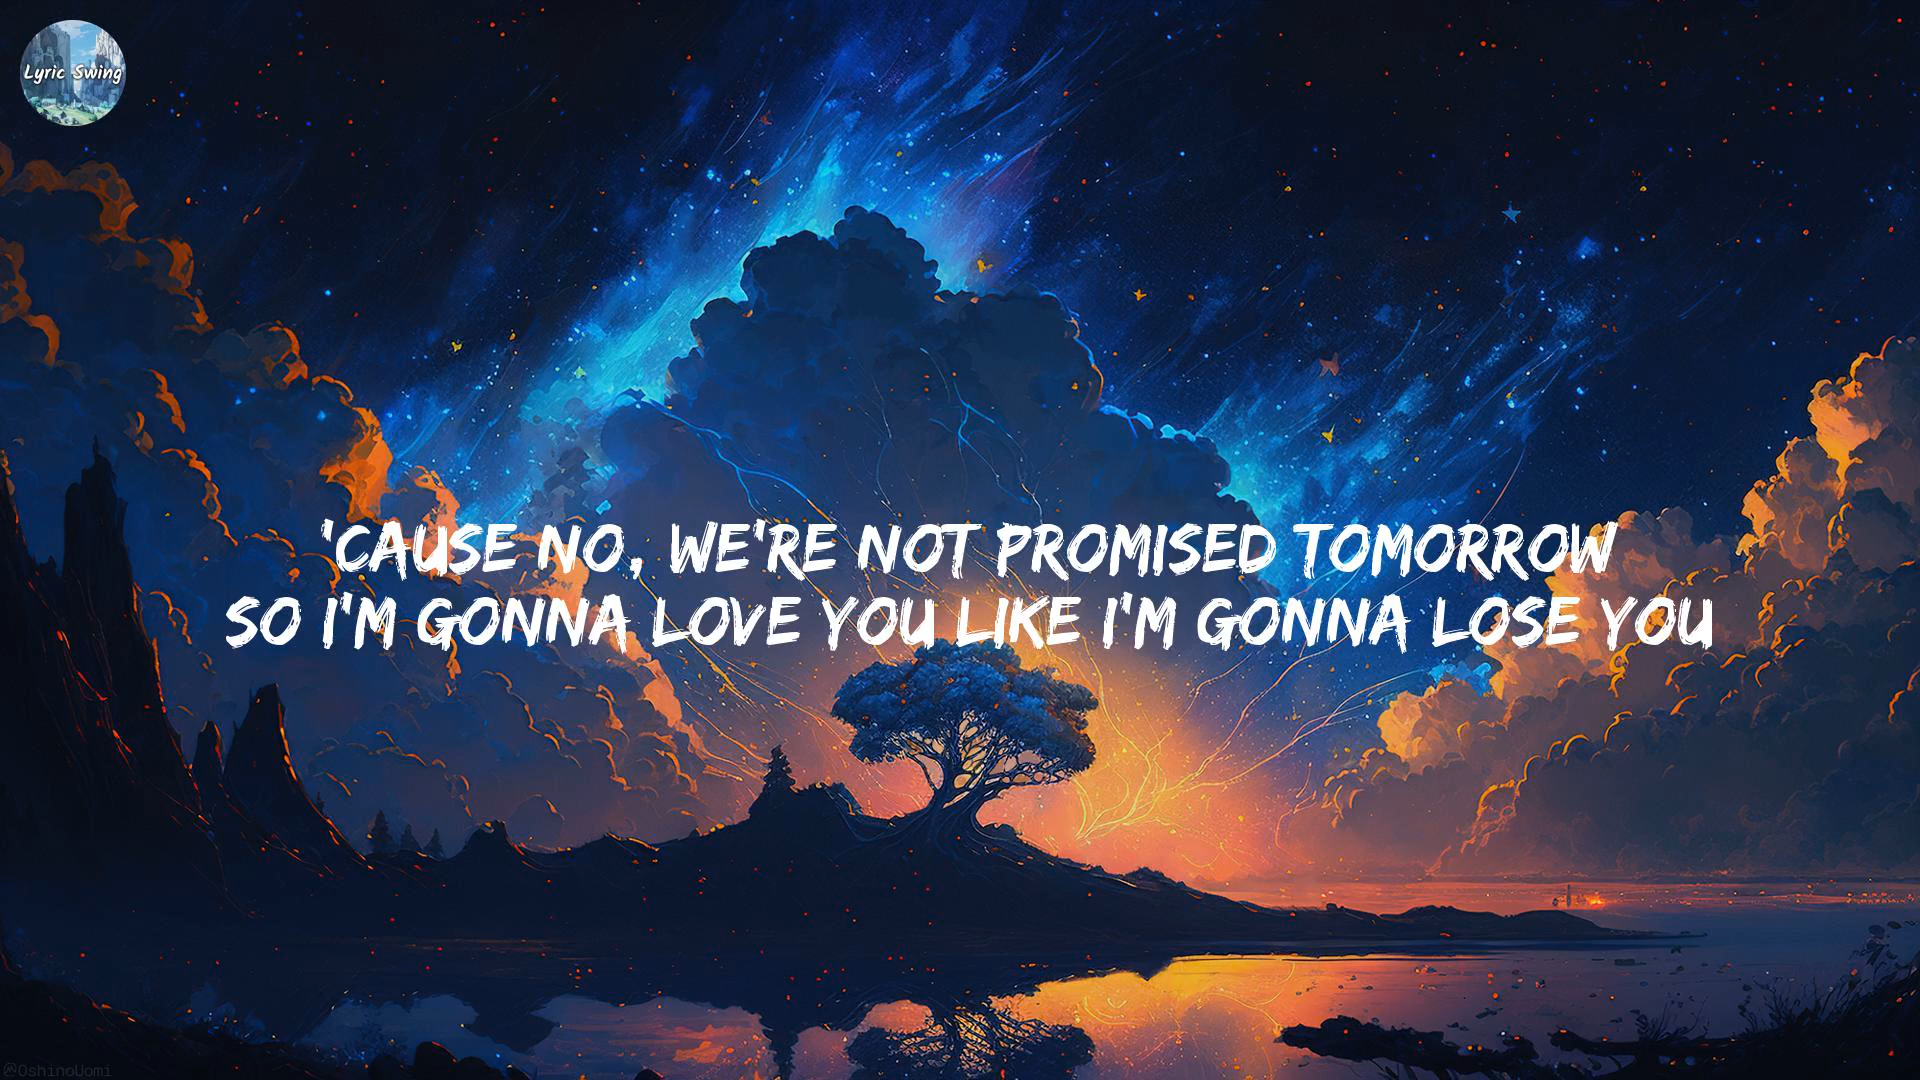 Lyric Swing
'CAUSE NO, WE'RE NOT PROMISED TOMORROW
SO I'M GONNA LOVE YOU LIKE I'M GONNA LOSE YOU
@OshinoUomi